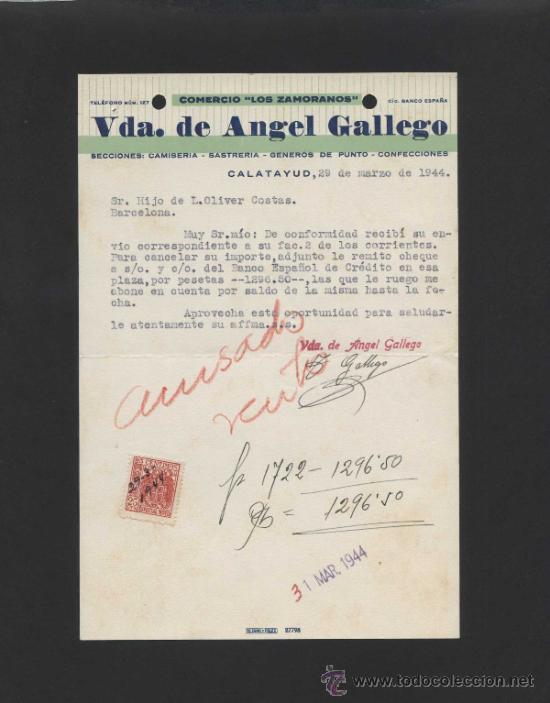 TELÉFONO NÚM. 127
COMERCIO "LOS ZAMORANOS"
C/C. BANCO ESPAÑA
Vda. de Angel Gallego
SECCIONES: CAMISERIA - SASTRERIA - GENEROS DE PUNTO - CONFECCIONES
CALATAYUD, 29 de marzo de 1944.
Sr. Hijo de L.Oliver Costas.
Barcelona.
Muy Sr.mío: De conformidad recibí su en-
vio correspondiente a su fac.2 de los corrientes.
Para cancelar su importe,adjunto le remito cheque
a s/o. y c/o. del Banco Español de Crédito en esa
plaza,por pesetas --1296.50--,las que le ruego me
abone en cuenta por saldo de la misma hasta la fe-
cha.
Aprovecha esta oportunidad para saludar-
le atentamente su affma.s.s.
Vda. de Angel Gallego
Gallego
29-3-
1944
1722 - 1296'50
= 1296'50
31 MAR. 1944
87798
www.todocoleccion.net